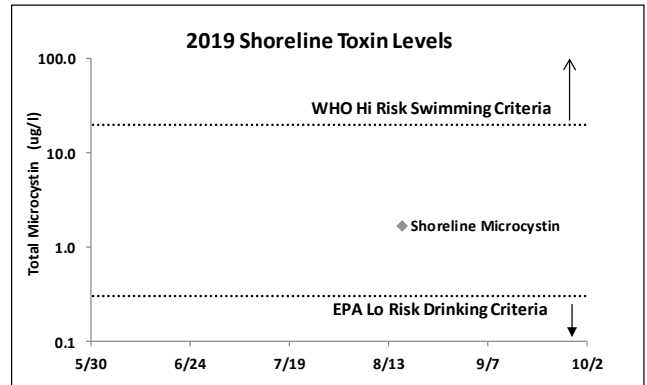 2019 Shoreline Toxin Levels
Total Microcystin (ug/l)
100.0
10.0
1.0
0.1
WHO Hi Risk Swimming Criteria
Shoreline Microcystin
EPA Lo Risk Drinking Criteria
5/30 6/24 7/19 8/13 9/7 10/2